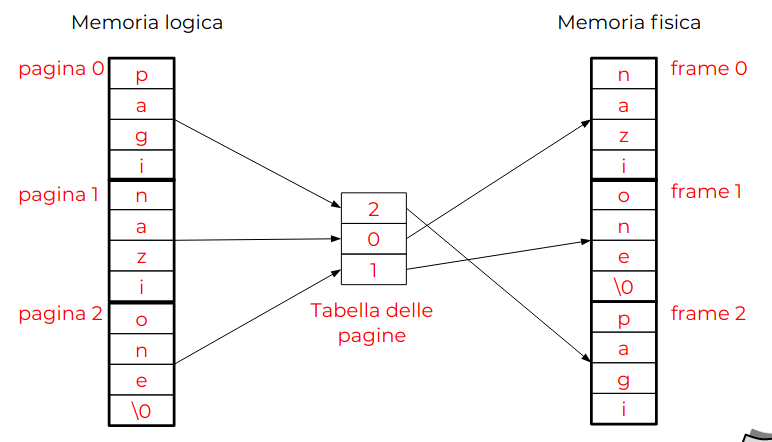 Memoria logica
Memoria fisica
pagina 0
p
a
g
i
pagina 1
n
a
z
i
pagina 2
o
n
e
\0
2
0
1
Tabella delle
pagine
frame 0
n
a
z
i
frame 1
o
n
e
\0
frame 2
p
a
g
i